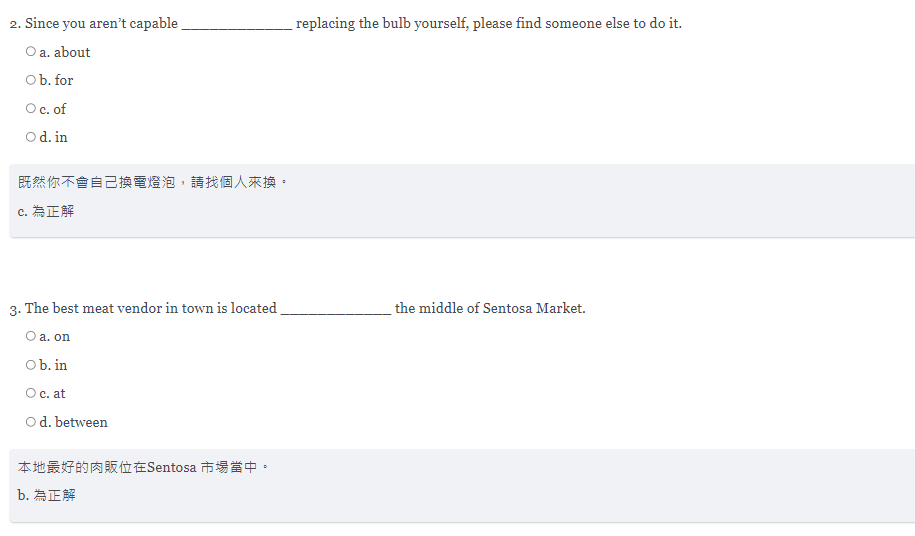 2. Since you aren’t capable _____________ replacing the bulb yourself, please find someone else to do it.
a. about
b. for
c. of
d. in
既然你不會自己換電燈泡，請找個人來換。
c. 為正解
3. The best meat vendor in town is located _____________ the middle of Sentosa Market.
a. on
b. in
c. at
d. between
本地最好的肉販位在Sentosa 市場當中。
b. 為正解